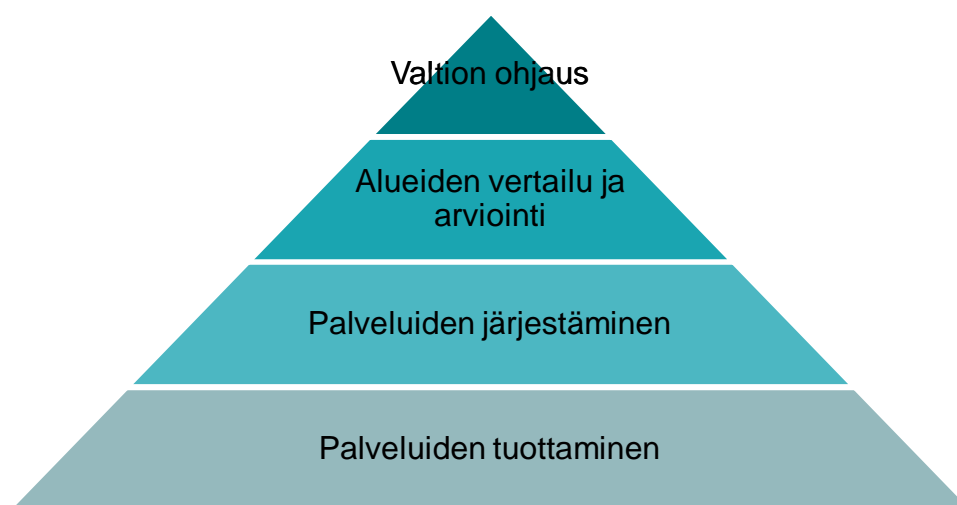 Valtion ohjaus
Alueiden vertailu ja
arviointi
Palveluiden järjestäminen
Palveluiden tuottaminen